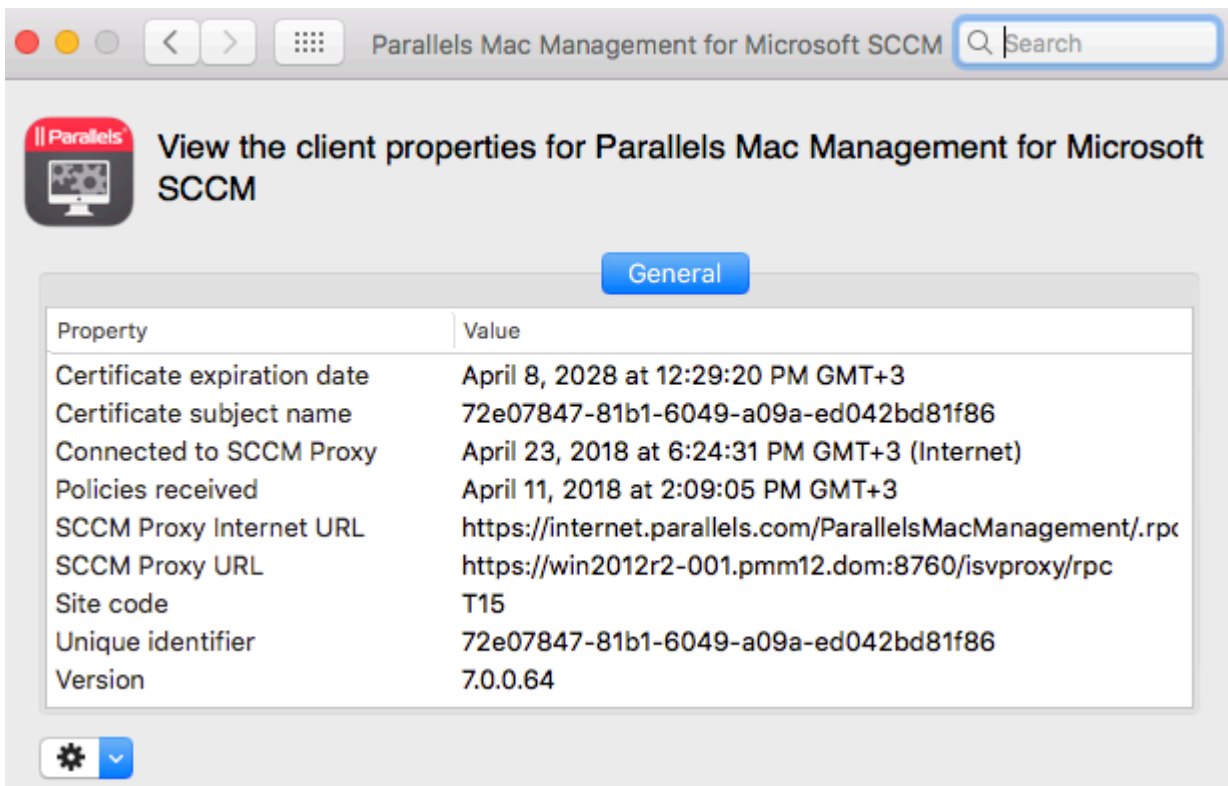 Parallels Mac Management for Microsoft SCCM Search
|| Parallels®
View the client properties for Parallels Mac Management for Microsoft
SCCM
General
Property Value
Certificate expiration date April 8, 2028 at 12:29:20 PM GMT+3
Certificate subject name 72e07847-81b1-6049-a09a-ed042bd81f86
Connected to SCCM Proxy April 23, 2018 at 6:24:31 PM GMT+3 (Internet)
Policies received April 11, 2018 at 2:09:05 PM GMT+3
SCCM Proxy Internet URL https://internet.parallels.com/ParallelsMacManagement/.rpc
SCCM Proxy URL https://win2012r2-001.pmm12.dom:8760/isvproxy/rpc
Site code T15
Unique identifier 72e07847-81b1-6049-a09a-ed042bd81f86
Version 7.0.0.64